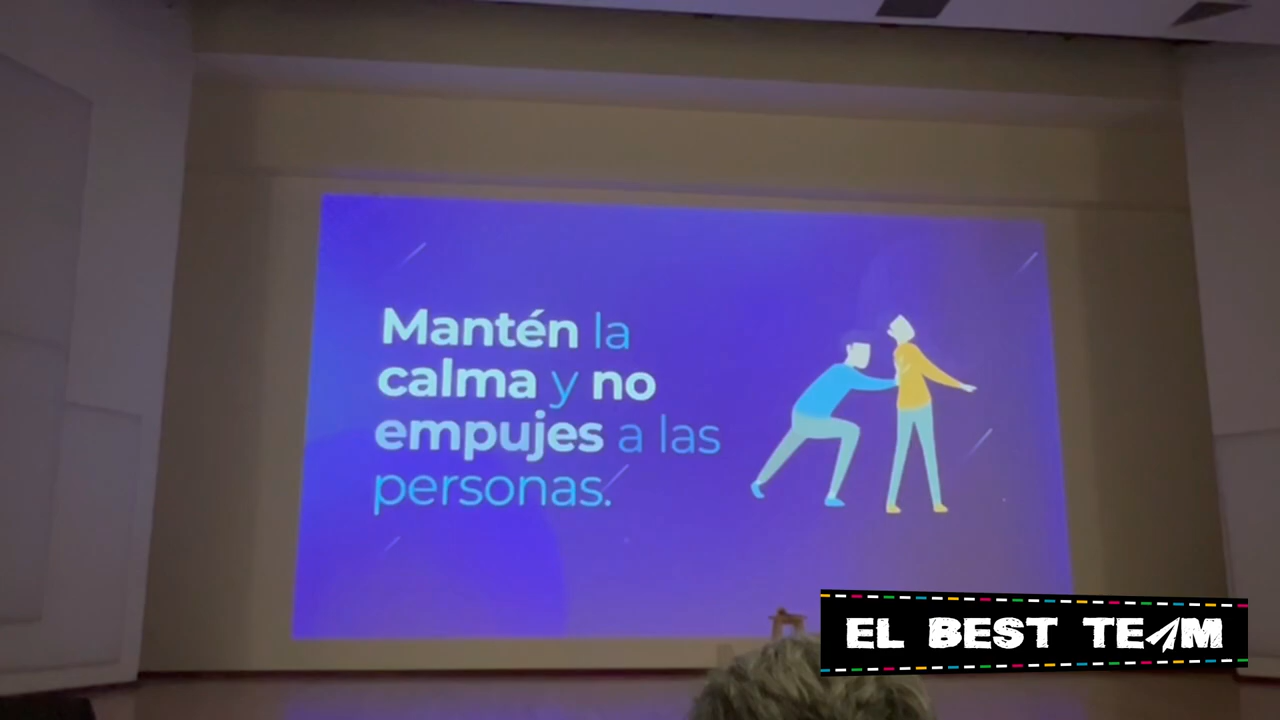 Mantén la
calma y no
empujes a las
personas.
EL BEST TEAM